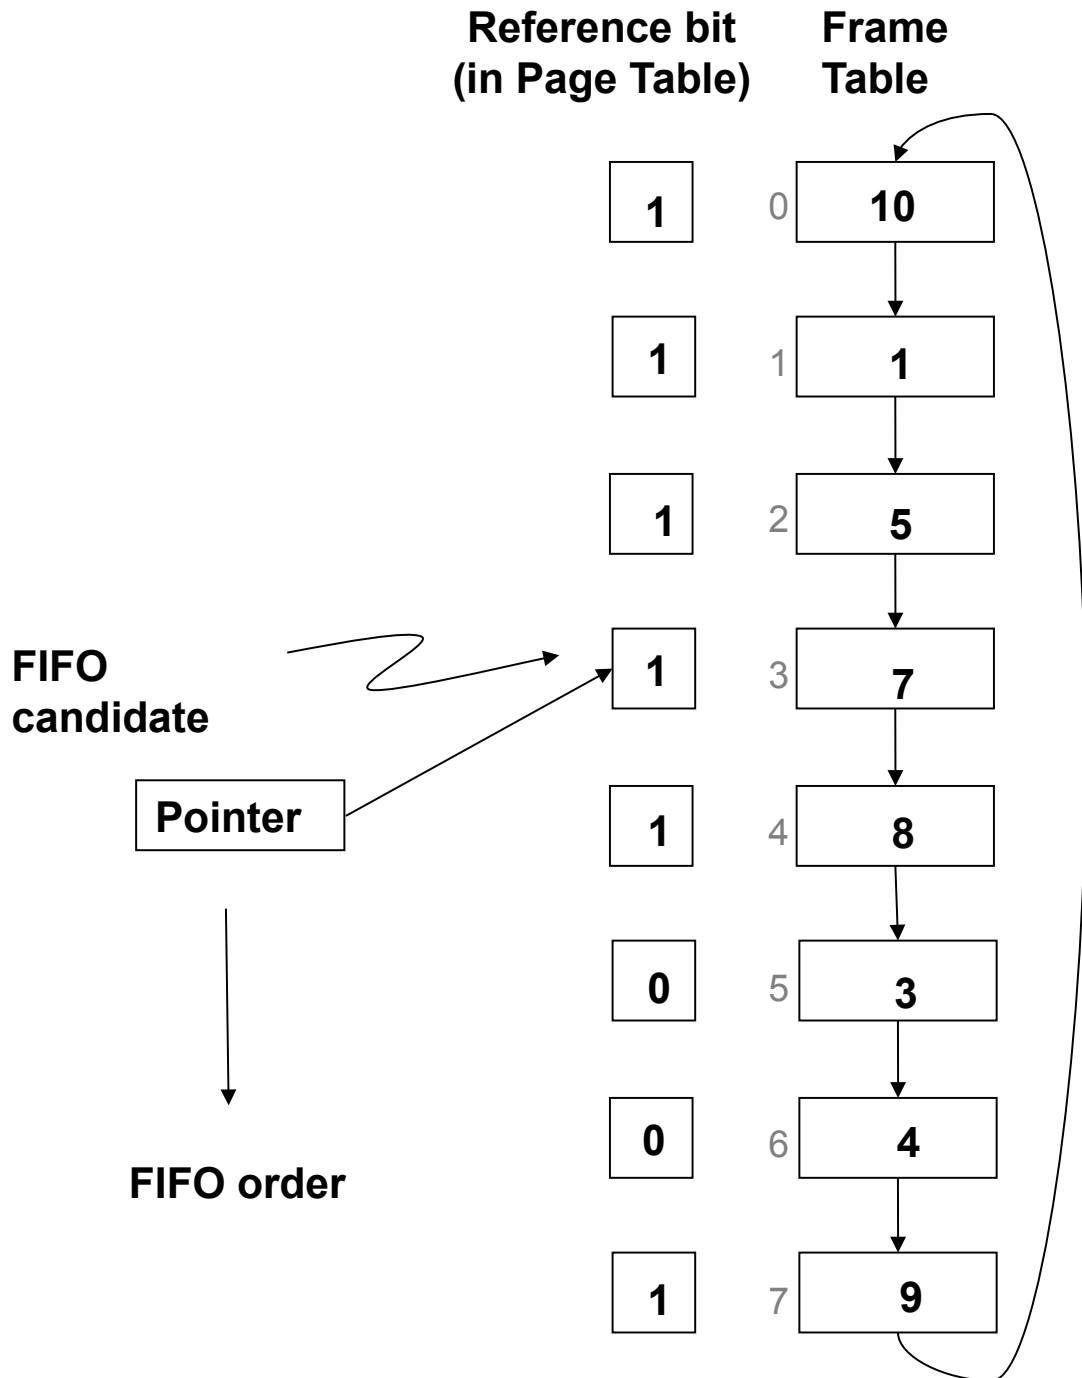 Reference bit
(in Page Table)
Frame
Table
1 0 10
1 1 1
1 2 5
FIFO
candidate
1 3 7
Pointer
1 4 8
0 5 3
0 6 4
FIFO order
1 7 9